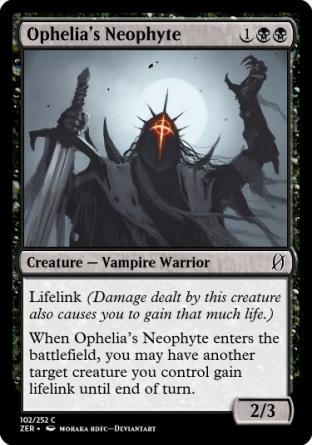 Ophelia's Neophyte 1
Creature — Vampire Warrior
Lifelink (Damage dealt by this creature
also causes you to gain that much life.)
When Ophelia's Neophyte enters the
battlefield, you may have another
target creature you control gain
lifelink until end of turn.
2/3
102/252 C
ZER • MORAKA RDFC—DEVIANTART